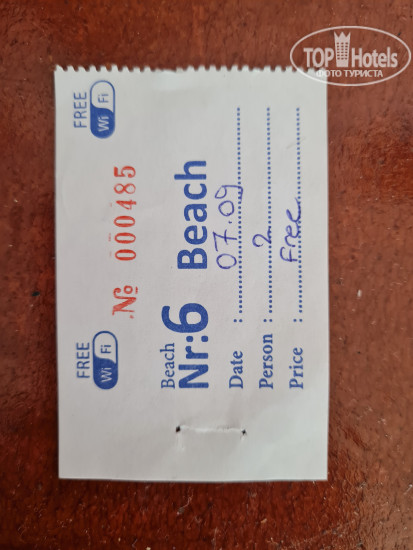 TOP Hotels
ФОТО ТУРИСТА
FREE Wi Fi
FREE Wi Fi
№ 000485
Beach
Nr:6 Beach
Date : 07.09
Person : 2
Price : Free